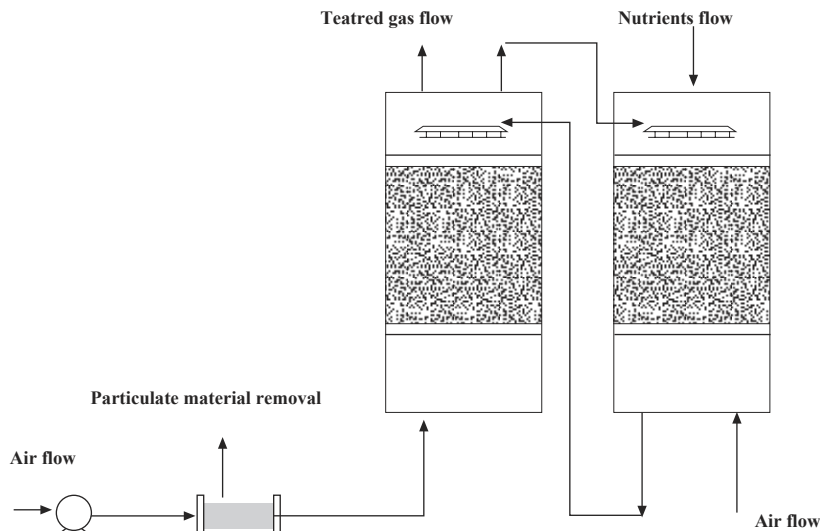 Teatred gas flow
Nutrients flow
Particulate material removal
Air flow
Air flow